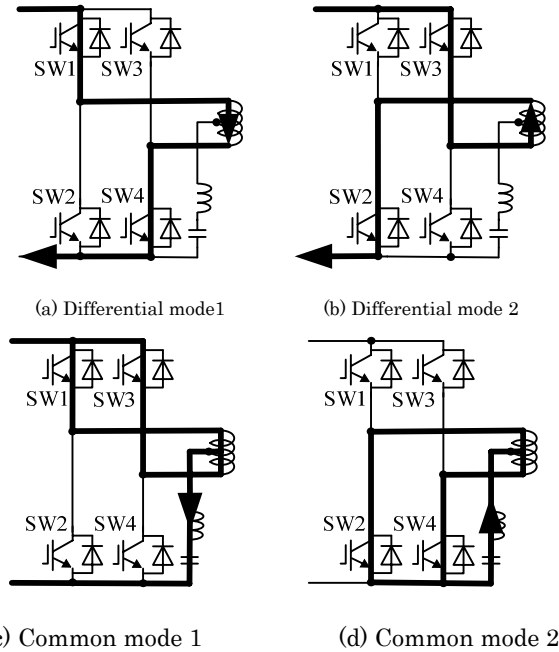 SW1 SW3
SW2 SW4
(a) Differential mode1
SW1 SW3
SW2 SW4
(b) Differential mode 2
SW1 SW3
SW2 SW4
c) Common mode 1
SW1 SW3
SW2 SW4
(d) Common mode 2